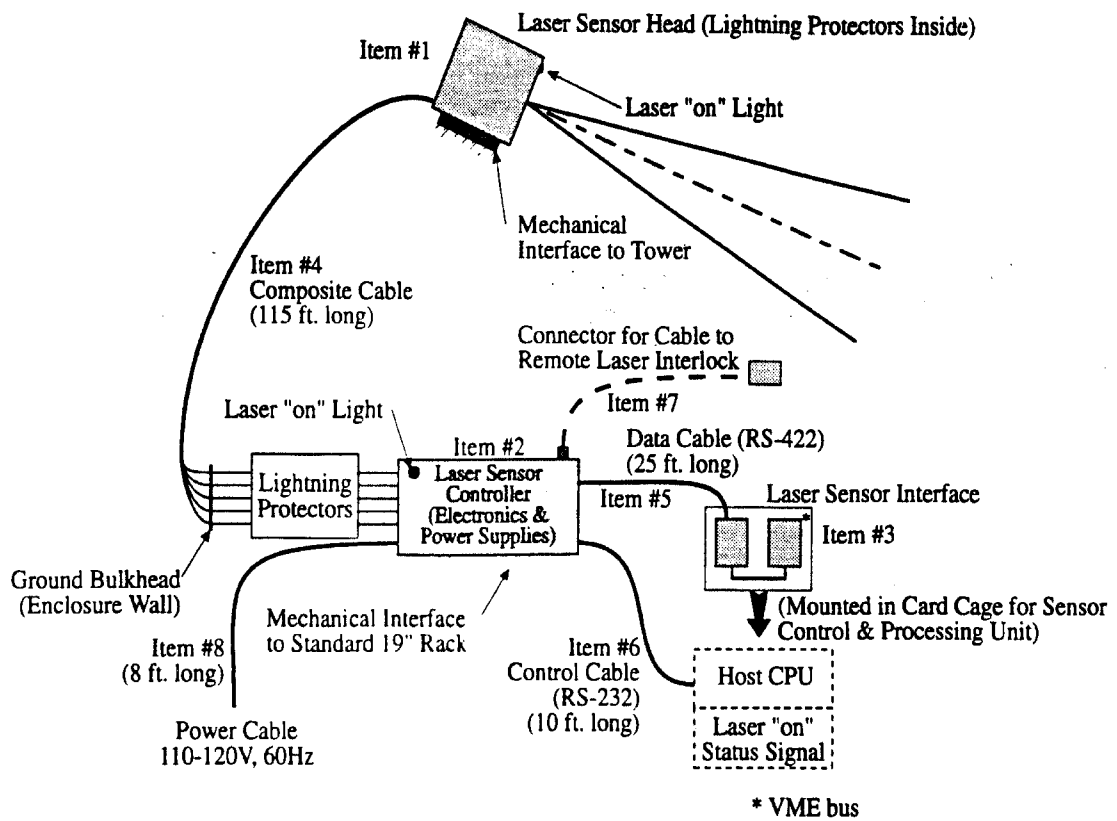 Laser Sensor Head (Lightning Protectors Inside)
Item #1
Laser "on" Light
Mechanical
Interface to Tower
Item #4
Composite Cable
(115 ft. long)
Connector for Cable to
Remote Laser Interlock
Item #7
Laser "on" Light
Item #2
Data Cable (RS-422)
(25 ft. long)
Lightning
Protectors
Laser Sensor
Controller
(Electronics &
Power Supplies)
Item #5
Laser Sensor Interface
*
Item #3
Ground Bulkhead
(Enclosure Wall)
Mechanical Interface
to Standard 19" Rack
(Mounted in Card Cage for Sensor
Control & Processing Unit)
Item #8
(8 ft. long)
Item #6
Control Cable
(RS-232)
(10 ft. long)
Host CPU
Laser "on"
Status Signal
Power Cable
110-120V, 60Hz
* VME bus